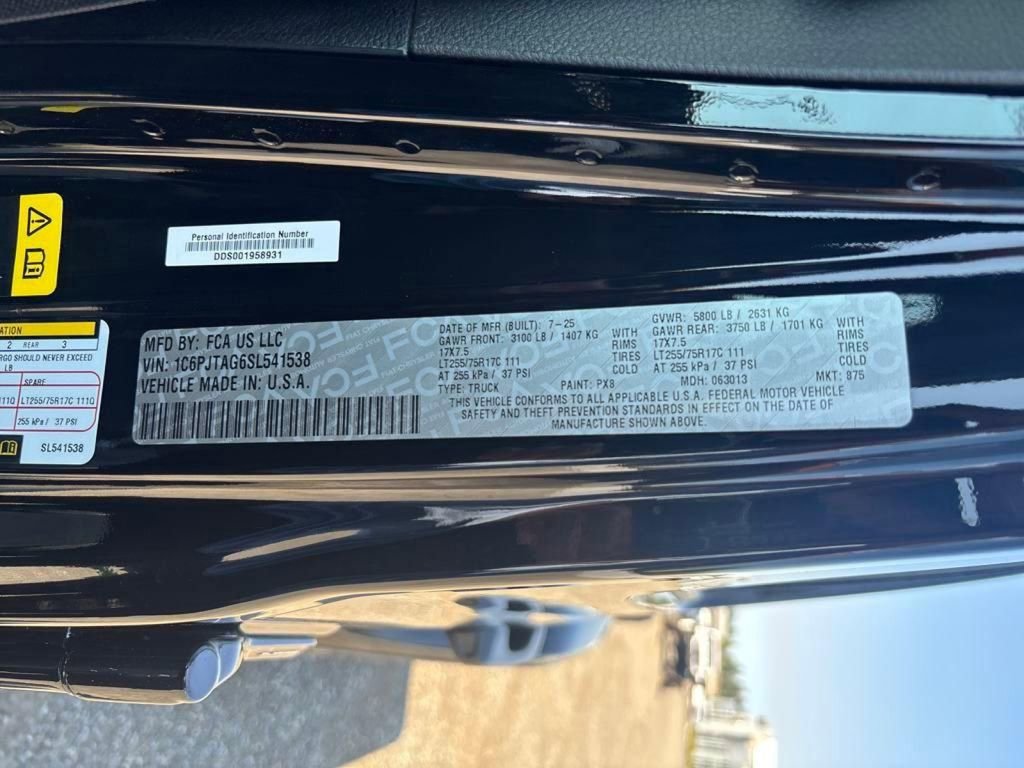 Personal Identification Number
DDS001958931
MFD BY: FCA US LLC
VIN: 1C6PJTAG6SL541538
VEHICLE MADE IN: U.S.A.
DATE OF MFR (BUILT): 7-25
GAWR FRONT: 3100 LB / 1407 KG
17X7.5 WITH RIMS
LT255/75R17C 111 TIRES
AT 255 kPA / 37 PSI COLD
TYPE: TRUCK PAINT: PX8
GVWR: 5800 LB / 2631 KG
GAWR REAR: 3750 LB / 1701 KG
17X7.5 WITH RIMS
LT255/75R17C 111 TIRES
AT 255 kPA / 37 PSI COLD
MDH: 063013 MKT: 875
THIS VEHICLE CONFORMS TO ALL APPLICABLE U.S.A. FEDERAL MOTOR VEHICLE
SAFETY AND THEFT PREVENTION STANDARDS IN EFFECT ON THE DATE OF
MANUFACTURE SHOWN ABOVE.
2 REAR 3
SHOULD NEVER EXCEED
LB
SPARE
111Q LT255/75R17C 111Q
255 kPa / 37 PSI
SL541538